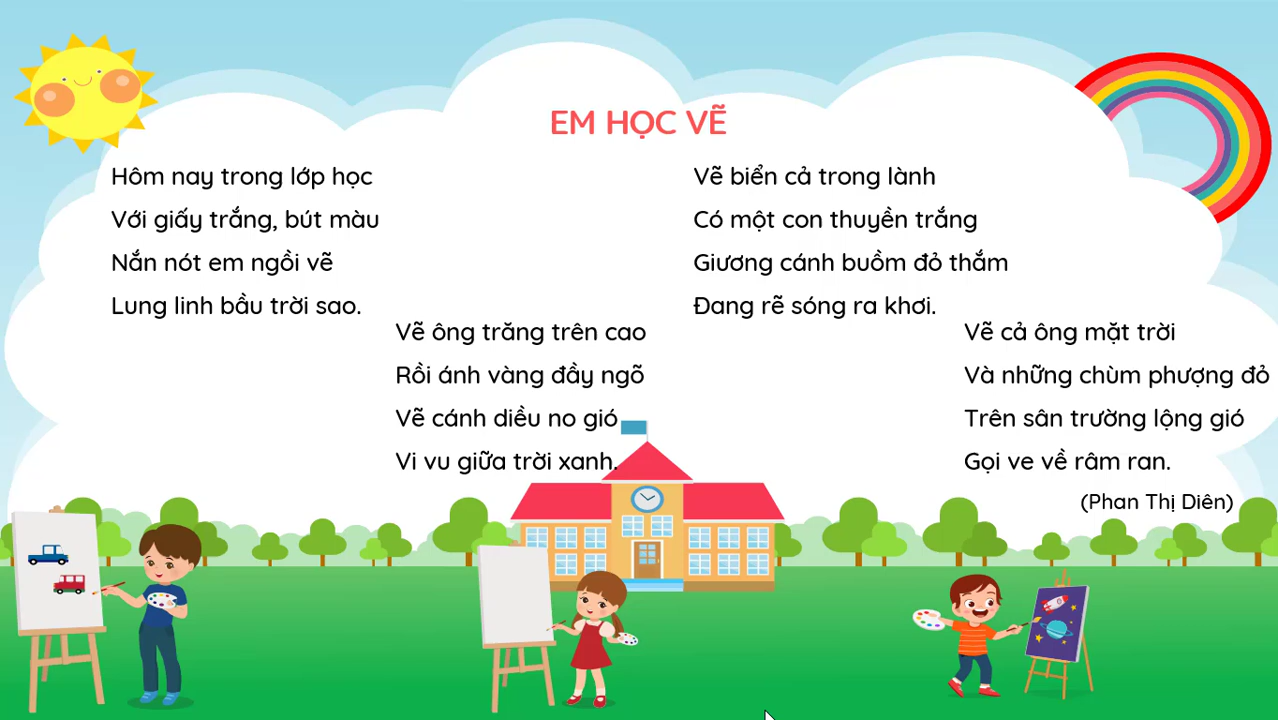 EM HỌC VẼ
Hôm nay trong lớp học
Với giấy trắng, bút màu
Nắn nót em ngồi vẽ
Lung linh bầu trời sao.
Vẽ ông trăng trên cao
Rồi ánh vàng đầy ngõ
Vẽ cánh diều no gió
Vi vu giữa trời xanh.
Vẽ biển cả trong lành
Có một con thuyền trắng
Giương cánh buồm đỏ thắm
Đang rẽ sóng ra khơi.
Vẽ cả ông mặt trời
Và những chùm phượng đỏ
Trên sân trường lộng gió
Gọi ve về râm ran.
(Phan Thị Diên)